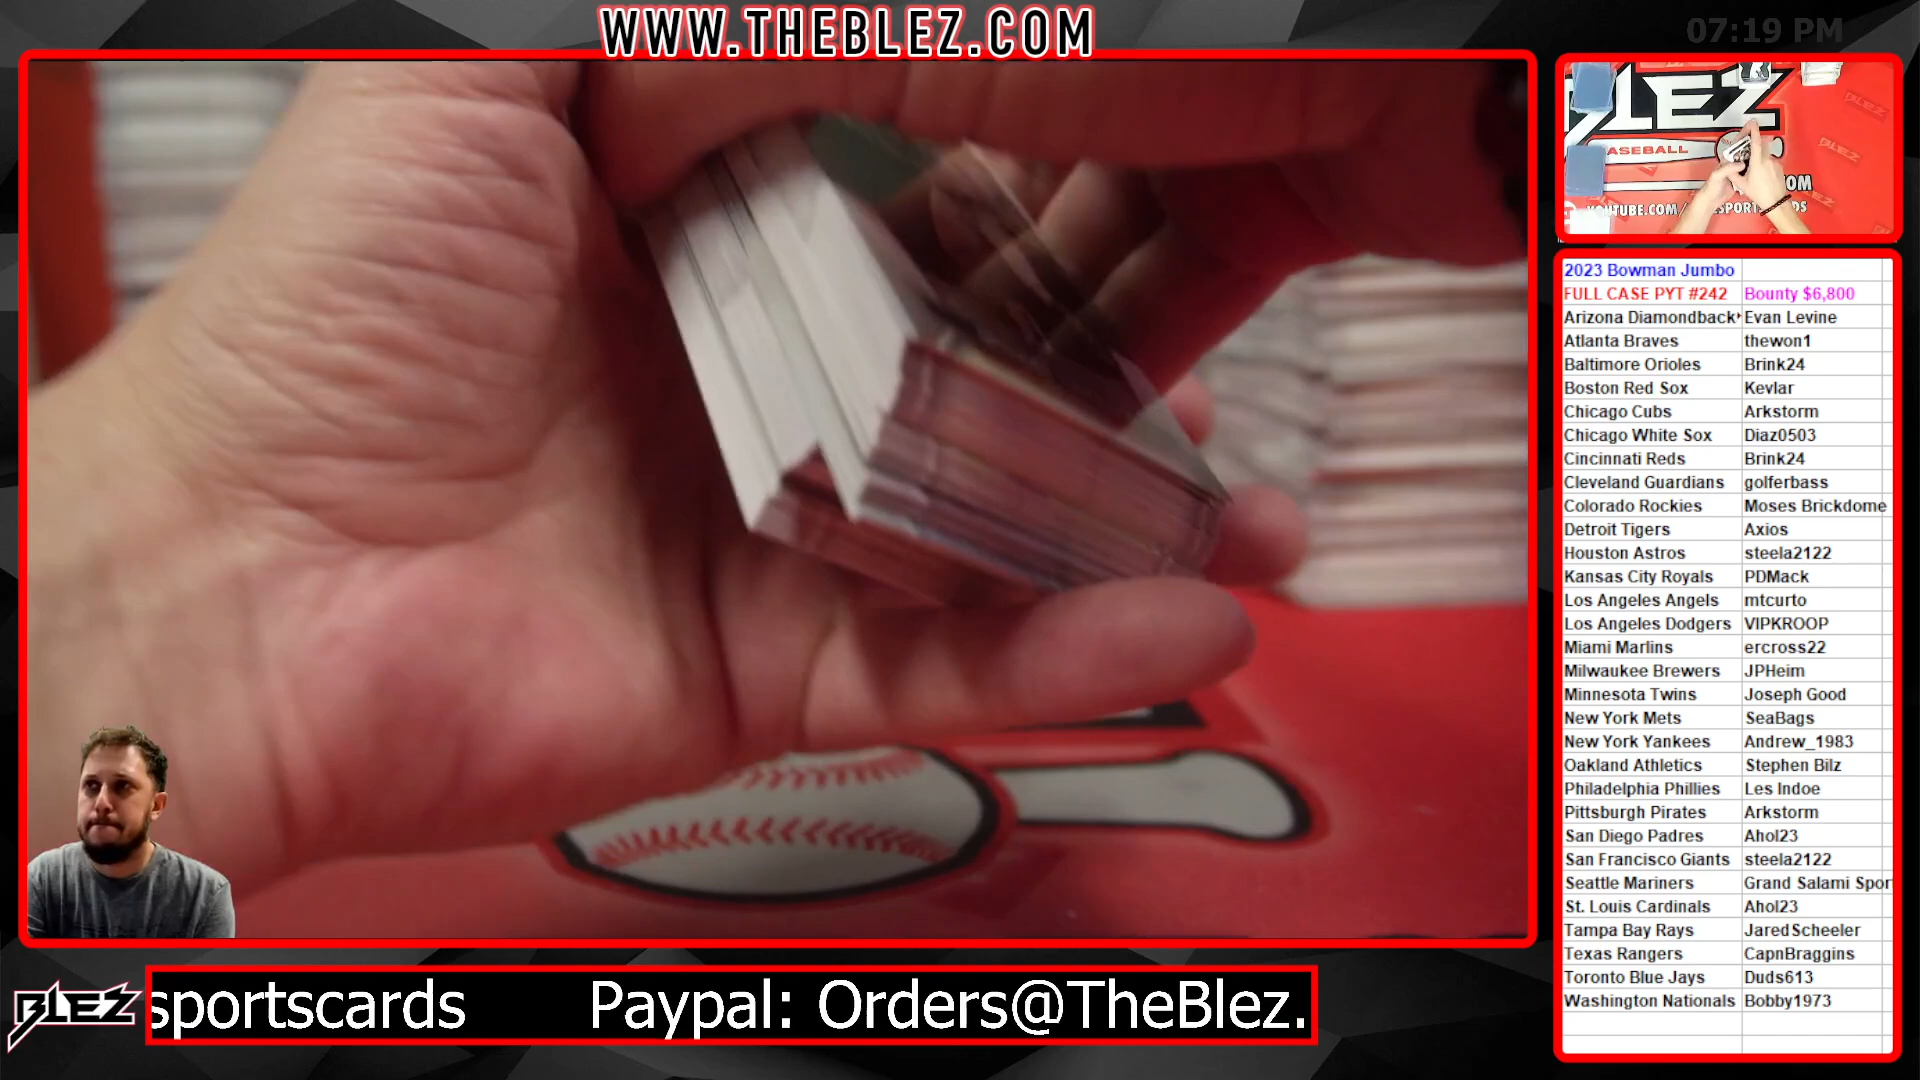 WWW.THEBLEZ.COM
07:19 PM
BLEZ
BASEBALL
2023 Bowman Jumbo
FULL CASE PYT #242 Bounty $6,800
Arizona Diamondback Evan Levine
Atlanta Braves thewon1
Baltimore Orioles Brink24
Boston Red Sox Kevlar
Chicago Cubs Arkstorm
Chicago White Sox Diaz0503
Cincinnati Reds Brink24
Cleveland Guardians golferbass
Colorado Rockies Moses Brickdome
Detroit Tigers Axios
Houston Astros steela2122
Kansas City Royals PDMack
Los Angeles Angels mtcurto
Los Angeles Dodgers VIPKROOP
Miami Marlins ercross22
Milwaukee Brewers JPHeim
Minnesota Twins Joseph Good
New York Mets SeaBags
New York Yankees Andrew_1983
Oakland Athletics Stephen Bilz
Philadelphia Phillies Les Indoe
Pittsburgh Pirates Arkstorm
San Diego Padres Ahol23
San Francisco Giants steela2122
Seattle Mariners Grand Salami Spor
St. Louis Cardinals Ahol23
Tampa Bay Rays Jared Scheeler
Texas Rangers CapnBraggins
Toronto Blue Jays Duds613
Washington Nationals Bobby1973
BLEZ
sportscards Paypal: Orders@TheBlez.